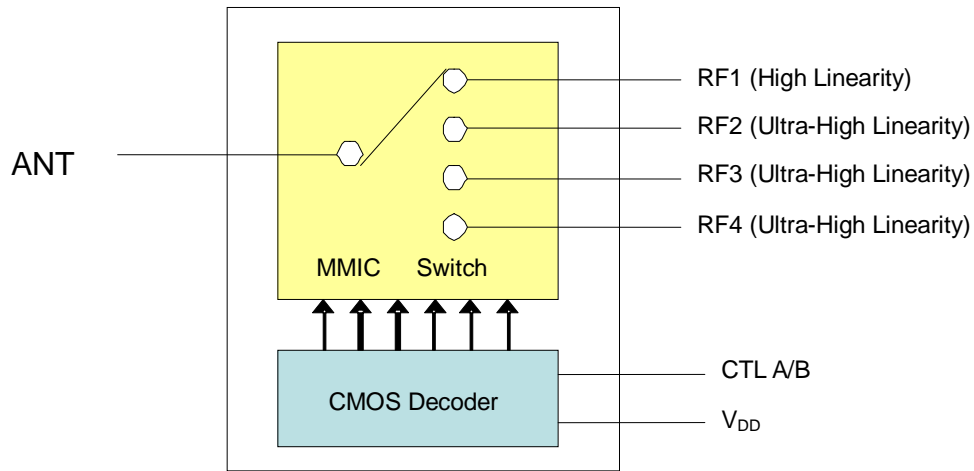 RF1 (High Linearity)
RF2 (Ultra-High Linearity)
ANT
RF3 (Ultra-High Linearity)
RF4 (Ultra-High Linearity)
MMIC Switch
CTL A/B
CMOS Decoder
VDD